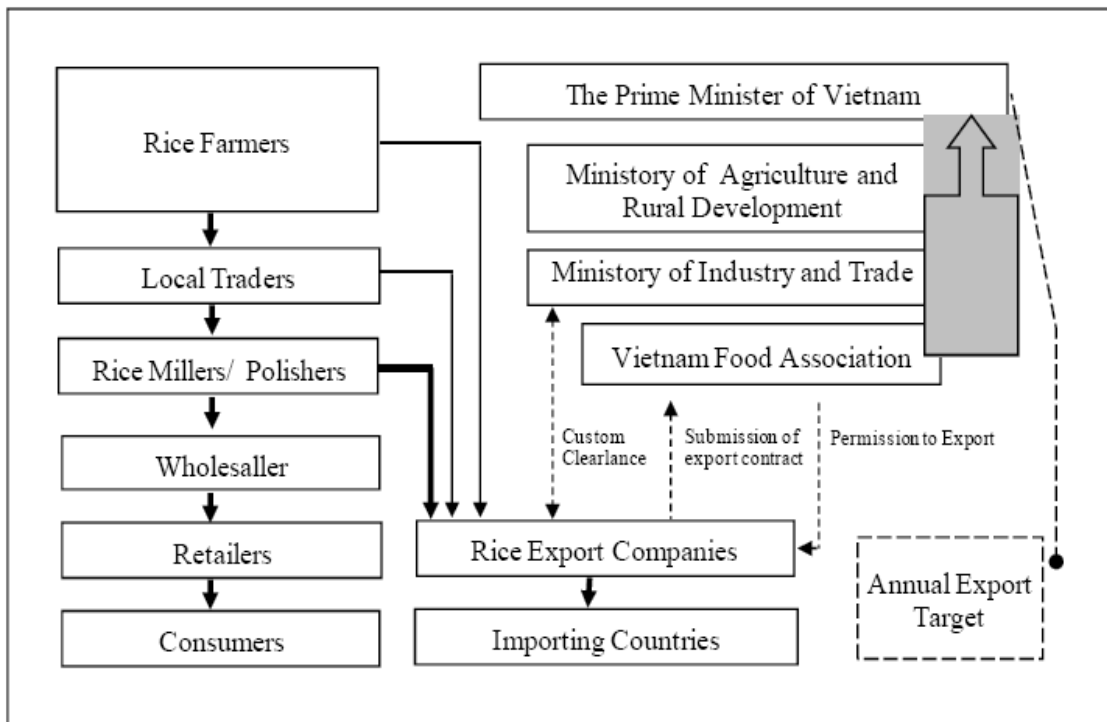 Rice Farmers
Local Traders
Rice Millers/ Polishers
Wholesaller
Retailers
Consumers
The Prime Minister of Vietnam
Ministory of Agriculture and
Rural Development
Ministory of Industry and Trade
Vietnam Food Association
Custom
Clearlance
Submission of
export contract
Permission to Export
Rice Export Companies
Importing Countries
Annual Export
Target